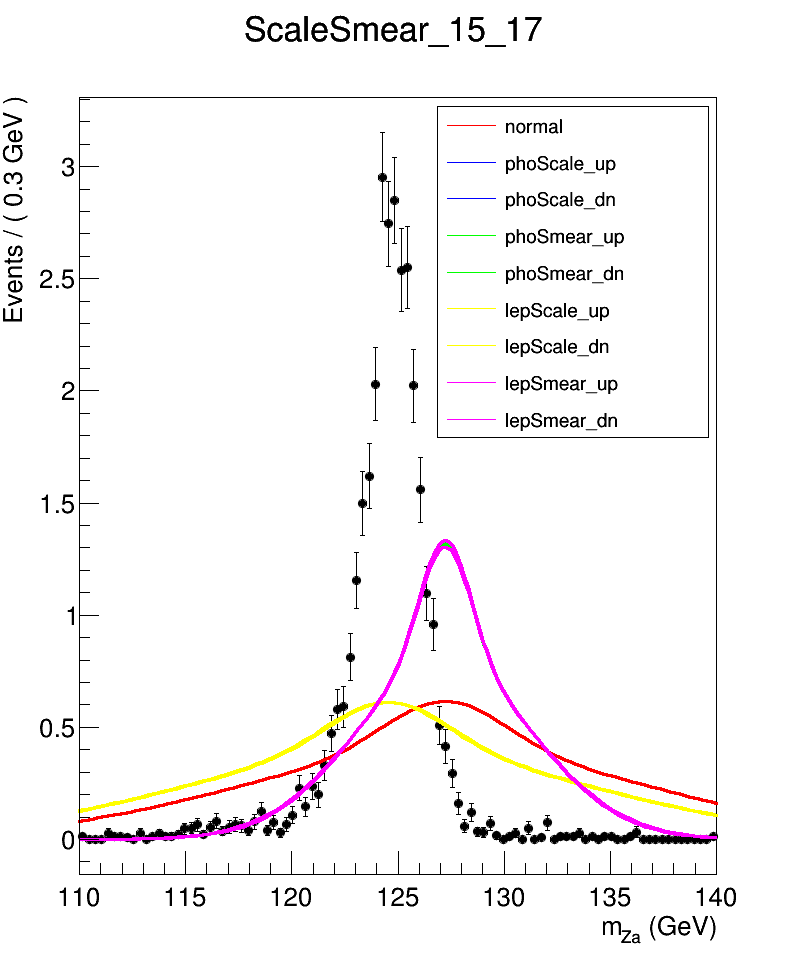 ScaleSmear_15_17
Events / ( 0.3 GeV )
3
2.5
2
1.5
1
0.5
0
normal
phoScale_up
phoScale_dn
phoSmear_up
phoSmear_dn
lepScale_up
lepScale_dn
lepSmear_up
lepSmear_dn
110 115 120 125 130 135 140
mZa (GeV)